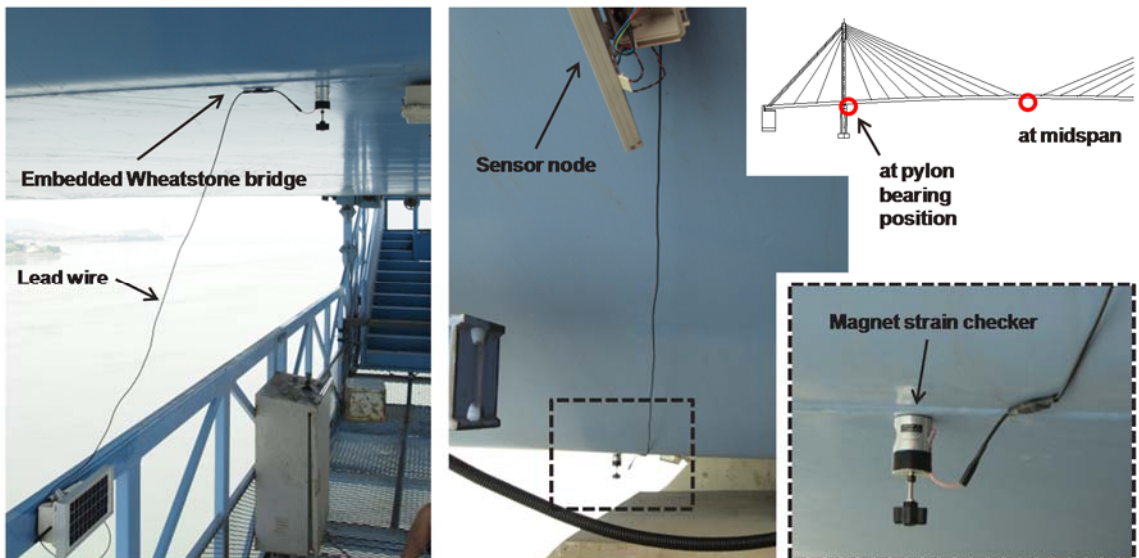 Embedded Wheatstone bridge
Lead wire
Sensor node
at pylon
bearing
position
at midspan
Magnet strain checker